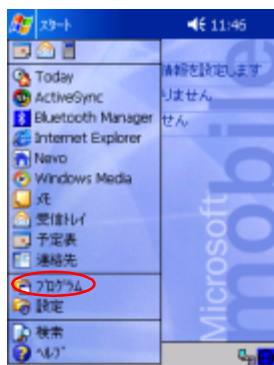 スタート 11:46
Today
ActiveSync
Bluetooth Manager
Internet Explorer
Nevo
Windows Media
メモ
受信トレイ
予定表
連絡先
プログラム
設定
検索
ヘルプ
情報を設定します
りません
せん
Microsoft
mobile